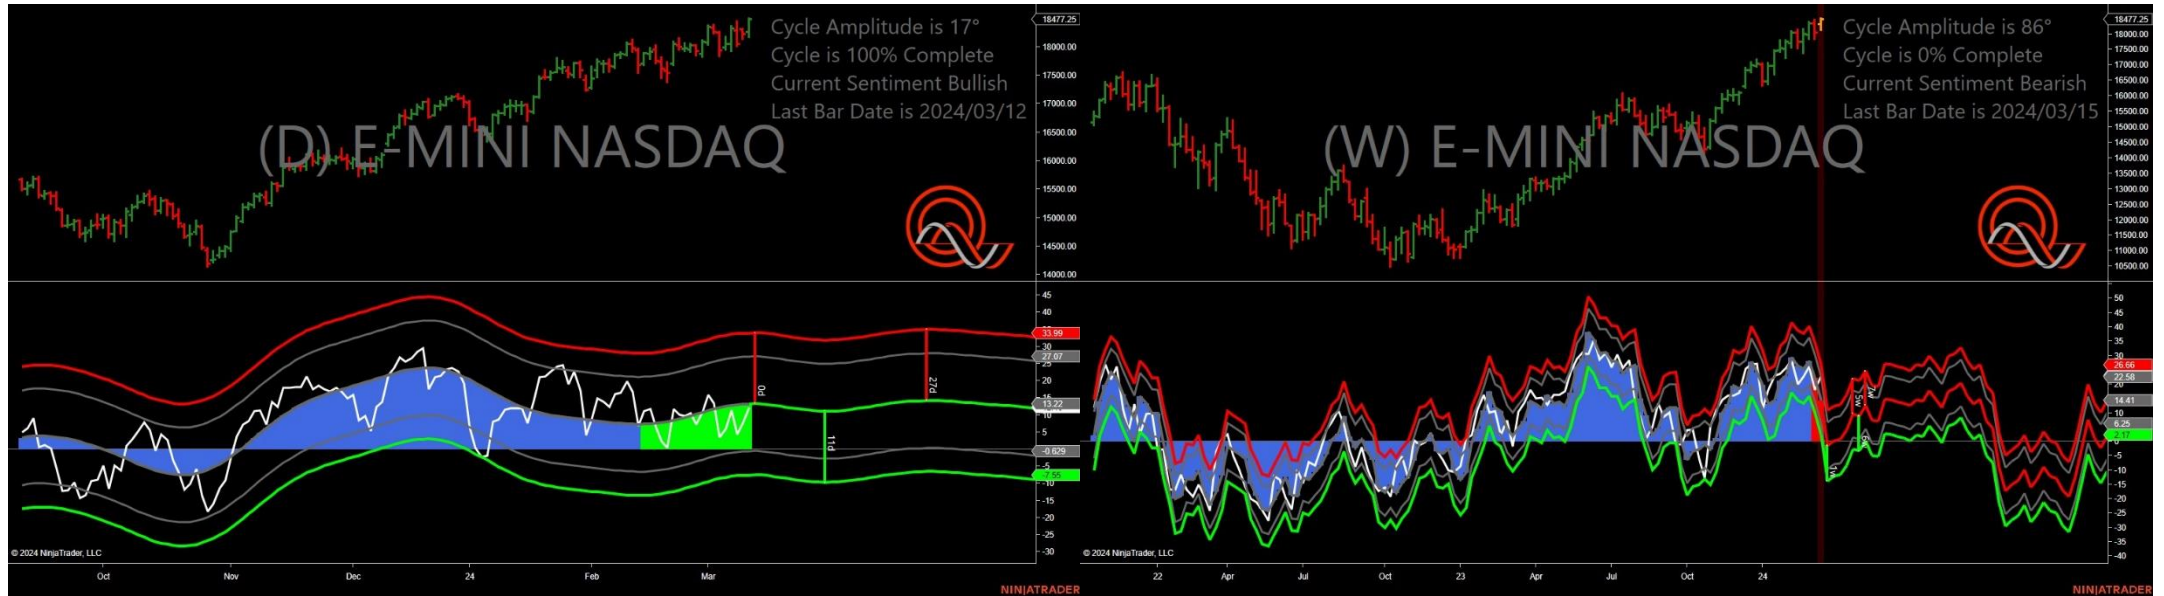 Cycle Amplitude is 17°
Cycle is 100% Complete
Current Sentiment Bullish
Last Bar Date is 2024/03/12
(D) E-MINI NASDAQ
18477.25
18000.00
17500.00
17000.00
16500.00
16000.00
15500.00
15000.00
14500.00
14000.00
45
40
33.99
30
27.07
20
15
13.22
5
-0.629
-5
-7.55
-10
-15
-20
-25
-30
0d
11d
27d
© 2024 NinjaTrader, LLC
Oct
Nov
Dec
24
Feb
Mar
NINJATRADER
Cycle Amplitude is 86°
Cycle is 0% Complete
Current Sentiment Bearish
Last Bar Date is 2024/03/15
(W) E-MINI NASDAQ
18477.25
18000.00
17500.00
17000.00
16500.00
16000.00
15500.00
15000.00
14500.00
14000.00
13500.00
13000.00
12500.00
12000.00
11500.00
11000.00
10500.00
50
45
40
35
30
26.66
22.58
20
14.41
10
6.25
2.17
-5
-10
-15
-20
-25
-30
-35
-40
1w
7w
© 2024 NinjaTrader, LLC
22
Apr
Jul
Oct
23
Apr
Jul
Oct
24
NINJATRADER